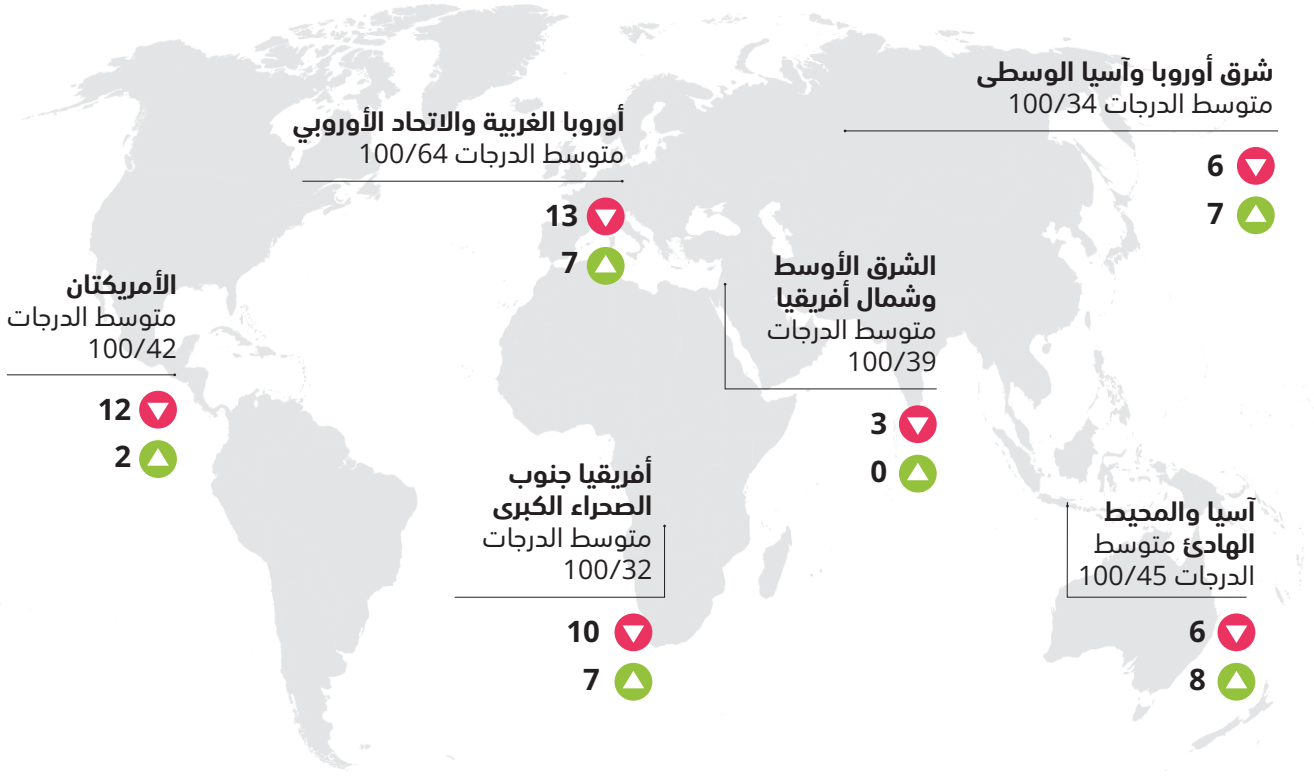 شرق أوروبا وآسيا الوسطى
متوسط الدرجات 100/34
6
7
أوروبا الغربية والاتحاد الأوروبي
متوسط الدرجات 100/64
13
7
الشرق الأوسط
وشمال أفريقيا
متوسط الدرجات
100/39
3
0
الأمريكتان
متوسط الدرجات
100/42
12
2
أفريقيا جنوب
الصحراء الكبرى
متوسط الدرجات
100/32
10
7
آسيا والمحيط
الهادئ متوسط
الدرجات 100/45
6
8